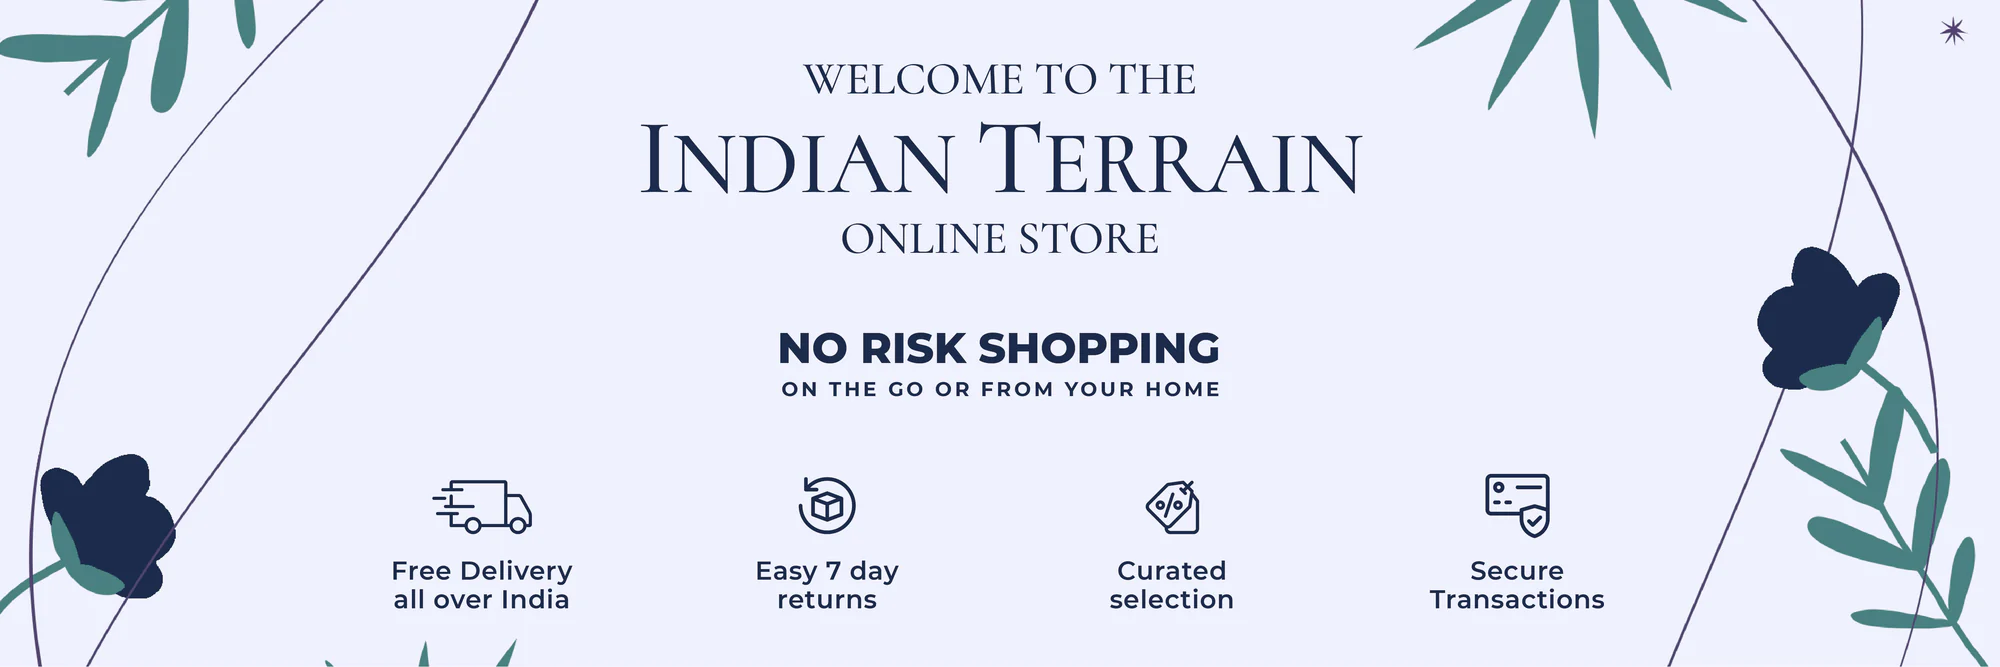 WELCOME TO THE
INDIAN TERRAIN
ONLINE STORE
NO RISK SHOPPING
ON THE GO OR FROM YOUR HOME
Free Delivery
all over India
Easy 7 day
returns
Curated
selection
Secure
Transactions